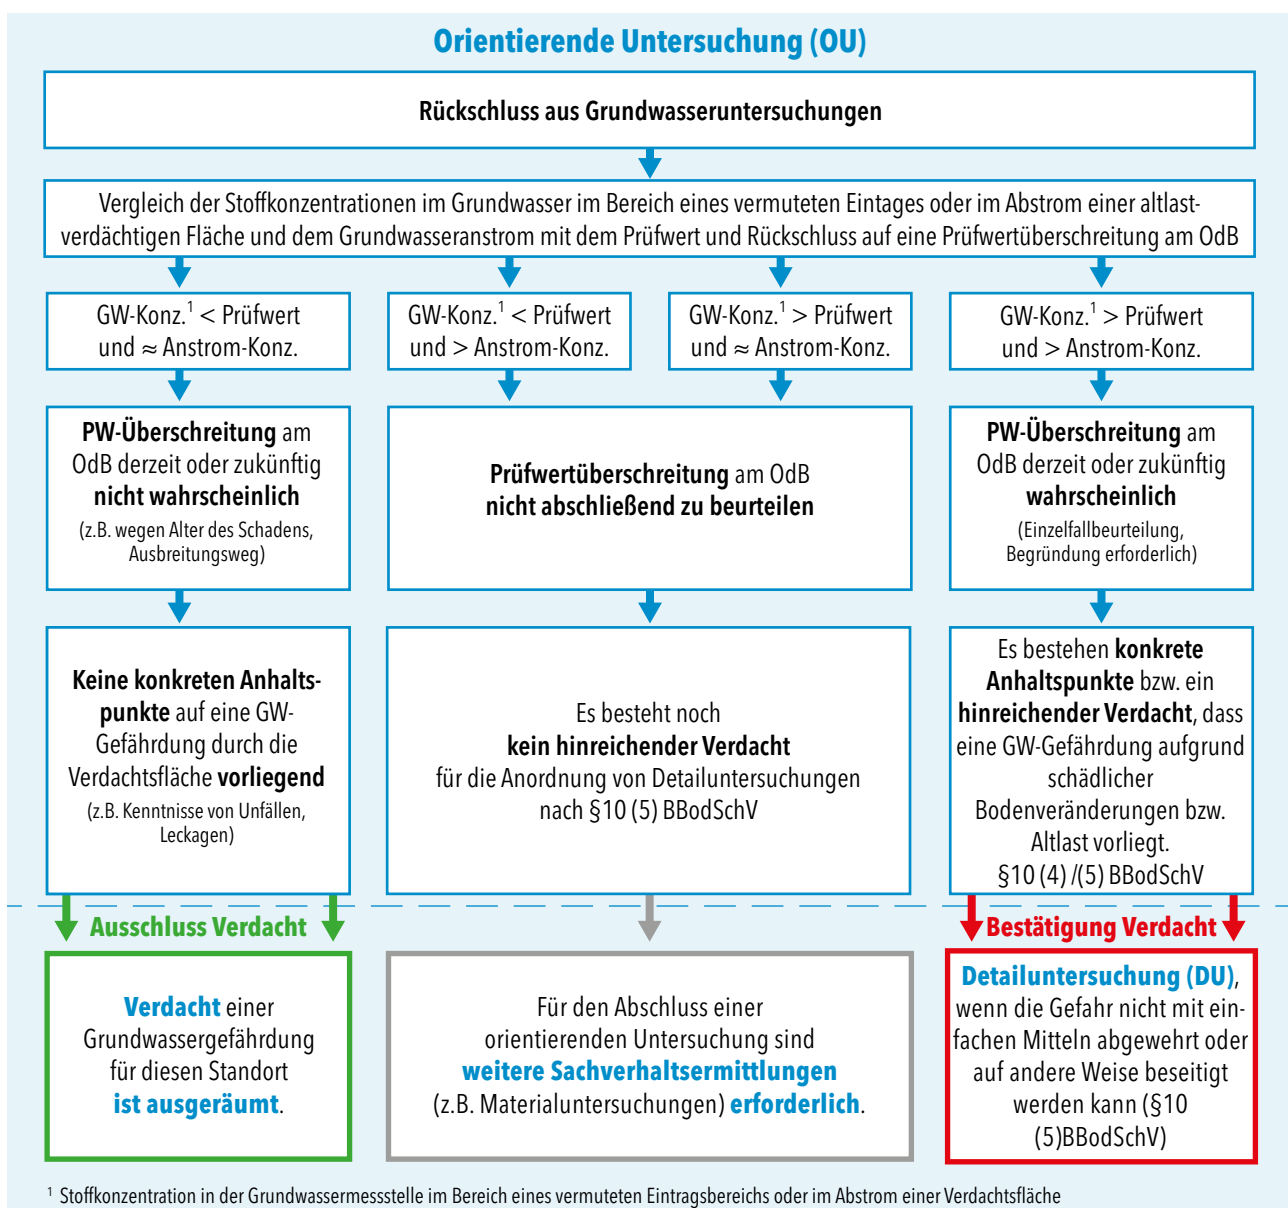 Orientierende Untersuchung (OU)
Rückschluss aus Grundwasseruntersuchungen
Vergleich der Stoffkonzentrationen im Grundwasser im Bereich eines vermuteten Eintages oder im Abstrom einer altlast-
verdächtigen Fläche und dem Grundwasseranstrom mit dem Prüfwert und Rückschluss auf eine Prüfwertüberschreitung am OdB
GW-Konz.¹ < Prüfwert
und ≈ Anstrom-Konz.
GW-Konz.¹ < Prüfwert
und > Anstrom-Konz.
GW-Konz.¹ > Prüfwert
und ≈ Anstrom-Konz.
GW-Konz.¹ > Prüfwert
und > Anstrom-Konz.
PW-Überschreitung am
OdB derzeit oder zukünftig
nicht wahrscheinlich
(z.B. wegen Alter des Schadens,
Ausbreitungsweg)
Prüfwertüberschreitung am OdB
nicht abschließend zu beurteilen
PW-Überschreitung am
OdB derzeit oder zukünftig
wahrscheinlich
(Einzelfallbeurteilung,
Begründung erforderlich)
Keine konkreten Anhalts-
punkte auf eine GW-
Gefährdung durch die
Verdachtsfläche vorliegend
(z.B. Kenntnisse von Unfällen,
Leckagen)
Es besteht noch
kein hinreichender Verdacht
für die Anordnung von Detailuntersuchungen
nach §10 (5) BBodSchV
Es bestehen konkrete
Anhaltspunkte bzw. ein
hinreichender Verdacht, dass
eine GW-Gefährdung aufgrund
schädlicher
Bodenveränderungen bzw.
Altlast vorliegt.
§10 (4) /(5) BBodSchV
Ausschluss Verdacht
Bestätigung Verdacht
Verdacht einer
Grundwassergefährdung
für diesen Standort
ist ausgeräumt.
Für den Abschluss einer
orientierenden Untersuchung sind
weitere Sachverhaltsermittlungen
(z.B. Materialuntersuchungen) erforderlich.
Detailuntersuchung (DU),
wenn die Gefahr nicht mit ein-
fachen Mitteln abgewehrt oder
auf andere Weise beseitigt
werden kann (§10
(5)BBodSchV)
¹ Stoffkonzentration in der Grundwassermessstelle im Bereich eines vermuteten Eintragsbereichs oder im Abstrom einer Verdachtsfläche